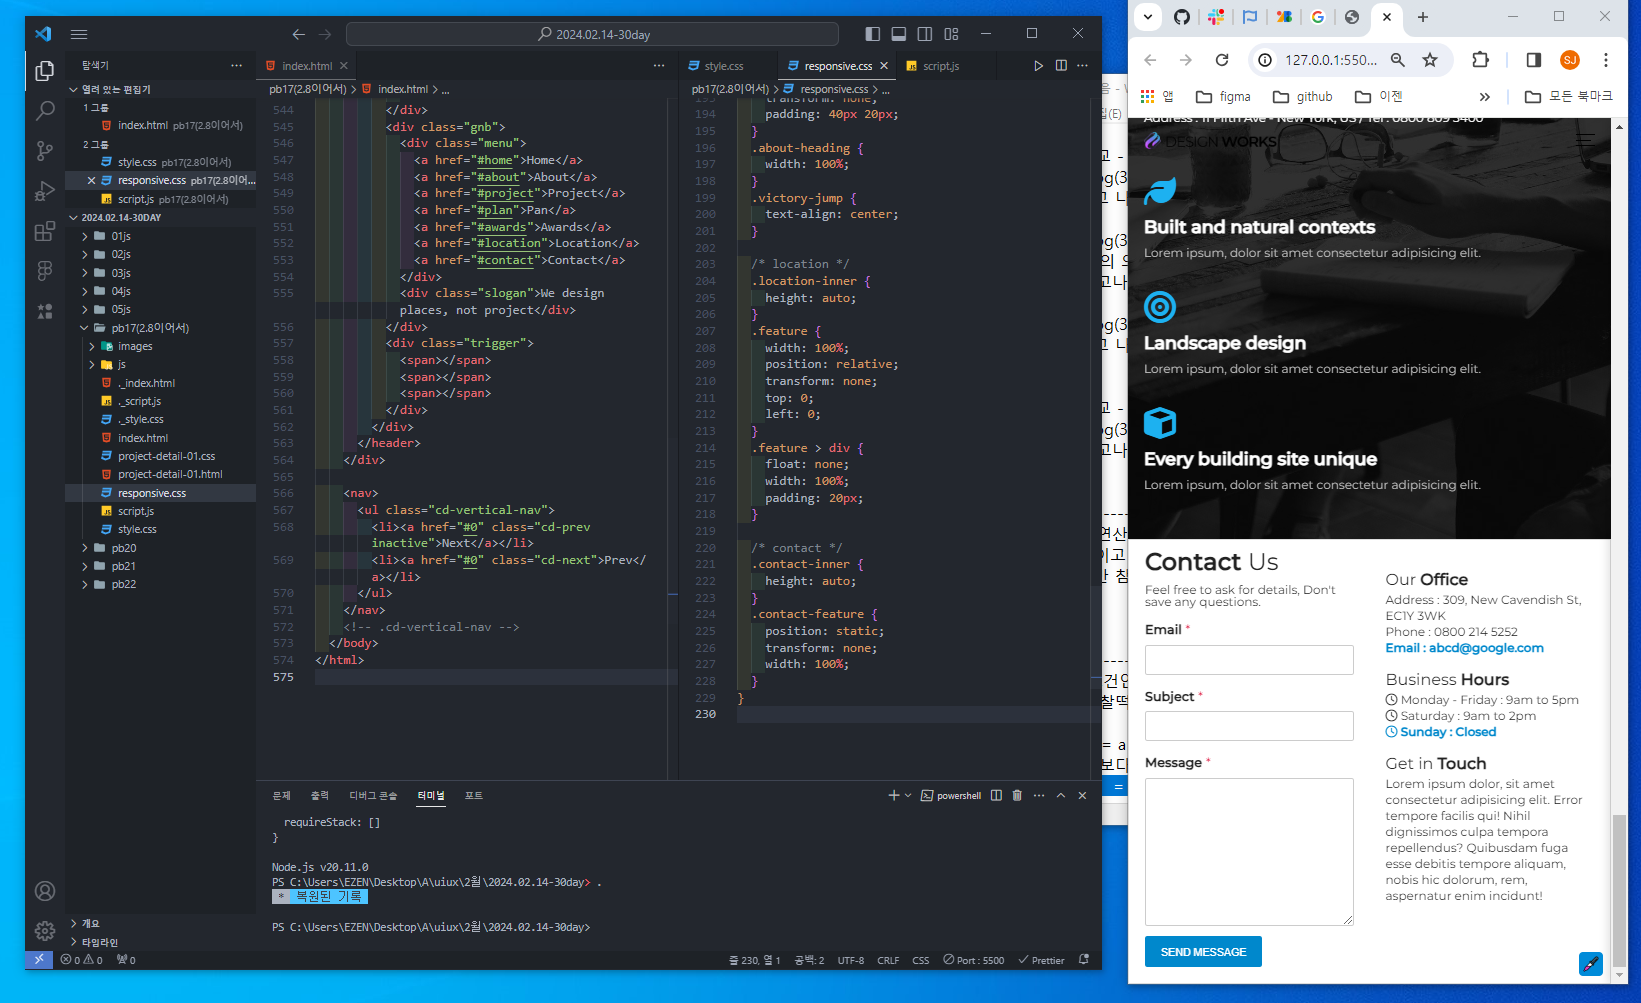 2024.02.14-30day
탐색기
열려 있는 편집기
1 그룹
index.html pb17(2.8이어서)
2 그룹
style.css pb17(2.8이어서)
responsive.css pb17(2.8이어...
script.js pb17(2.8이어서)
2024.02.14-30DAY
01js
02js
03js
04js
05js
pb17(2.8이어서)
images
js
._index.html
._script.js
._style.css
index.html
project-detail-01.css
project-detail-01.html
responsive.css
script.js
style.css
pb20
pb21
pb22
개요
타임라인
index.html
pb17(2.8이어서) > index.html > ...
544 </div>
545 <div class="gnb">
546 <div class="menu">
547 <a href="#home">Home</a>
548 <a href="#about">About</a>
549 <a href="#project">Project</a>
550 <a href="#plan">Pan</a>
551 <a href="#awards">Awards</a>
552 <a href="#location">Location</a>
553 <a href="#contact">Contact</a>
554 </div>
555 <div class="slogan">We design
places, not project</div>
556 </div>
557 <div class="trigger">
558 <span></span>
559 <span></span>
560 <span></span>
561 </div>
562 </div>
563 </header>
564 </div>
565
566 <nav>
567 <ul class="cd-vertical-nav">
568 <li><a href="#0" class="cd-prev
inactive">Next</a></li>
569 <li><a href="#0" class="cd-next">Prev</
a></li>
570 </ul>
571 </nav>
572 <!-- .cd-vertical-nav -->
573 </body>
574 </html>
575
style.css
responsive.css
script.js
pb17(2.8이어서) > responsive.css > ...
193 transform: none;
194 padding: 40px 20px;
195 }
196 .about-heading {
197 width: 100%;
198 }
199 .victory-jump {
200 text-align: center;
201 }
202
203 /* location */
204 .location-inner {
205 height: auto;
206 }
207 .feature {
208 width: 100%;
209 position: relative;
210 transform: none;
211 top: 0;
212 left: 0;
213 }
214 .feature > div {
215 float: none;
216 width: 100%;
217 padding: 20px;
218 }
219
220 /* contact */
221 .contact-inner {
222 height: auto;
223 }
224 .contact-feature {
225 position: static;
226 transform: none;
227 width: 100%;
228 }
229 }
230
문제 출력 디버그 콘솔 터미널 포트
powershell
requireStack: []
}
Node.js v20.11.0
PS C:\Users\EZEN\Desktop\A\uiux\2월\2024.02.14-30day> .
* 복원된 기록
PS C:\Users\EZEN\Desktop\A\uiux\2월\2024.02.14-30day>
0 0 0
줄 230, 열 1 공백: 2 UTF-8 CRLF CSS Port : 5500 Prettier
127.0.0.1:550...
SJ
앱 figma github 이젠 » 모든 북마크
Address : 11 Fifth Ave - New York, US / Tel : 0800 809 3400
DESIGN WORKS
Built and natural contexts
Lorem ipsum, dolor sit amet consectetur adipisicing elit.
Landscape design
Lorem ipsum, dolor sit amet consectetur adipisicing elit.
Every building site unique
Lorem ipsum, dolor sit amet consectetur adipisicing elit.
Contact Us
Feel free to ask for details, Don't
save any questions.
Email *
Subject *
Message *
SEND MESSAGE
Our Office
Address : 309, New Cavendish St,
EC1Y 3WK
Phone : 0800 214 5252
Email : abcd@google.com
Business Hours
Monday - Friday : 9am to 5pm
Saturday : 9am to 2pm
Sunday : Closed
Get in Touch
Lorem ipsum dolor, sit amet
consectetur adipisicing elit. Error
tempore facilis qui! Nihil
dignissimos culpa tempora
repellendus? Quibusdam fuga
esse debitis tempore aliquam,
nobis hic dolorum, rem,
aspernatur enim incidunt!